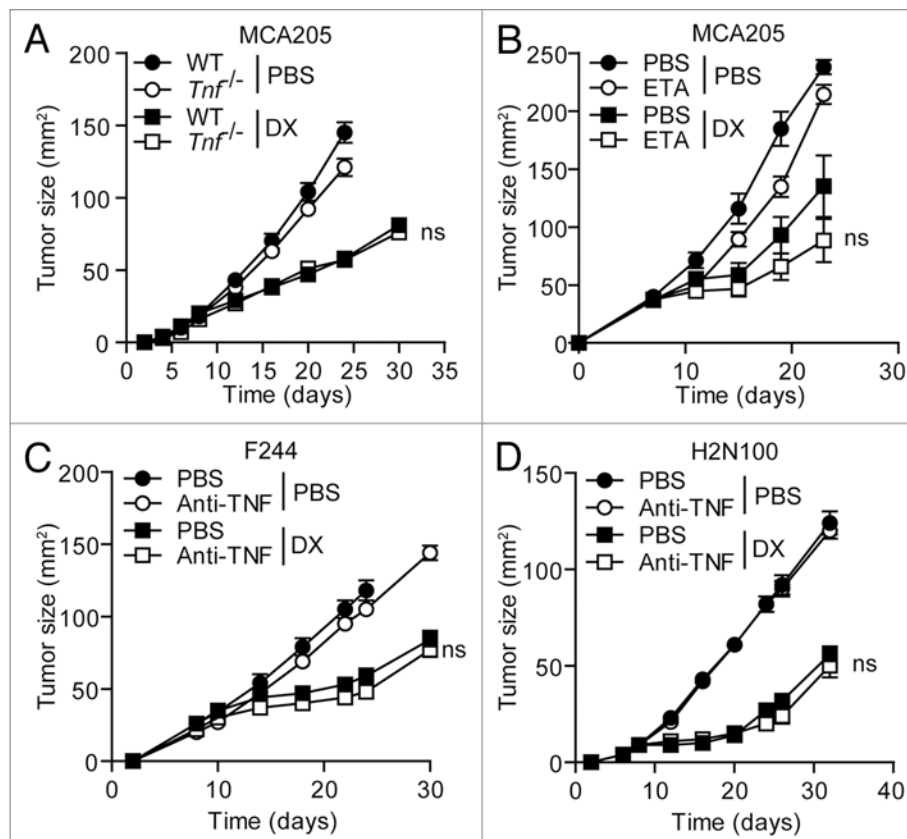 A
MCA205
WT
Tnf-/-
PBS
WT
Tnf-/-
DX
Tumor size (mm²)
200
150
100
50
0
ns
0 5 10 15 20 25 30 35
Time (days)
B
MCA205
PBS
ETA
PBS
PBS
ETA
DX
Tumor size (mm²)
250
200
150
100
50
0
ns
0 10 20 30
Time (days)
C
F244
PBS
Anti-TNF
PBS
PBS
Anti-TNF
DX
Tumor size (mm²)
200
150
100
50
0
ns
0 10 20 30
Time (days)
D
H2N100
PBS
Anti-TNF
PBS
PBS
Anti-TNF
DX
Tumor size (mm²)
150
100
50
0
ns
0 10 20 30 40
Time (days)